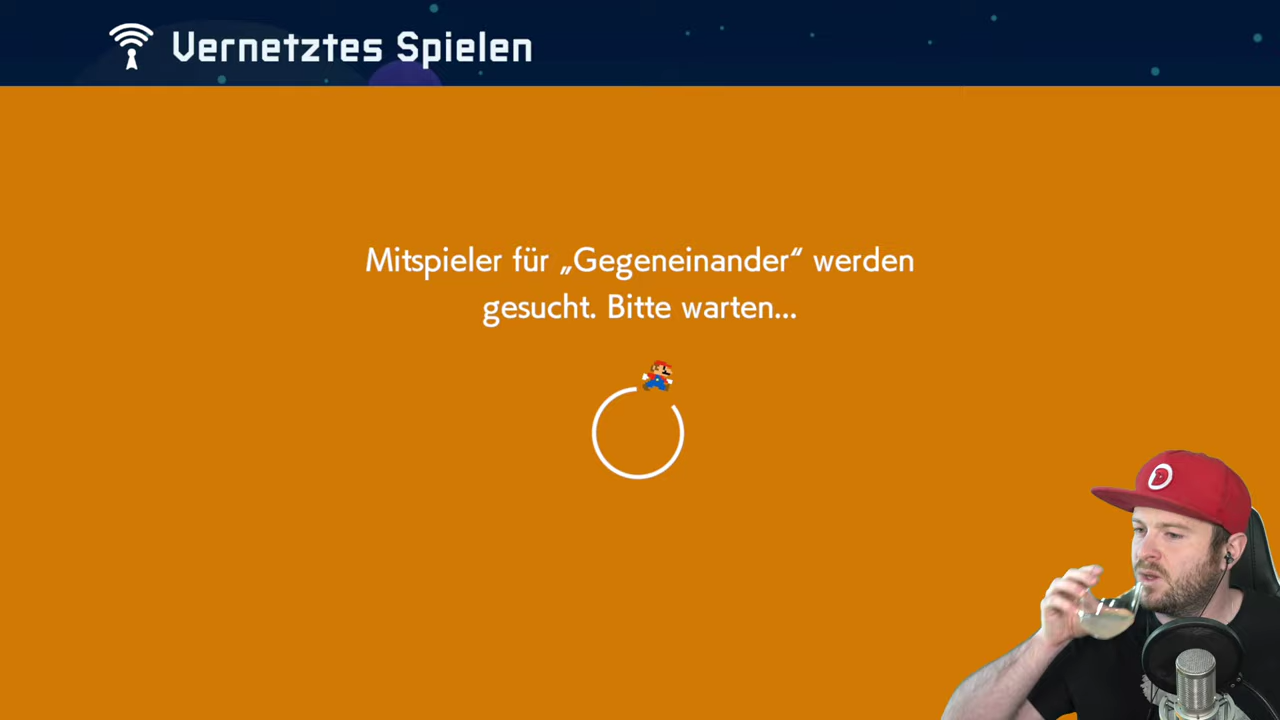 Vernetztes Spielen
Mitspieler für „Gegeneinander“ werden
gesucht. Bitte warten...
D